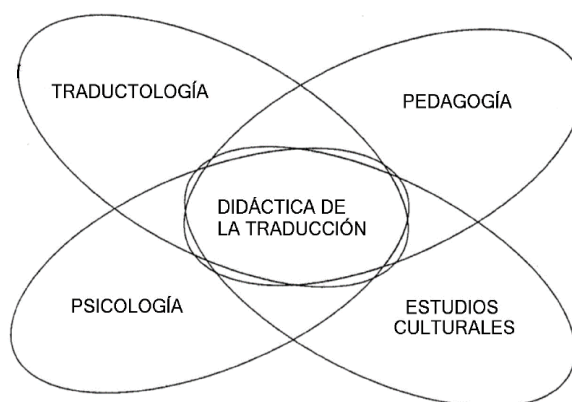 TRADUCTOLOGÍA
PEDAGOGÍA
DIDÁCTICA DE
LA TRADUCCIÓN
PSICOLOGÍA
ESTUDIOS
CULTURALES